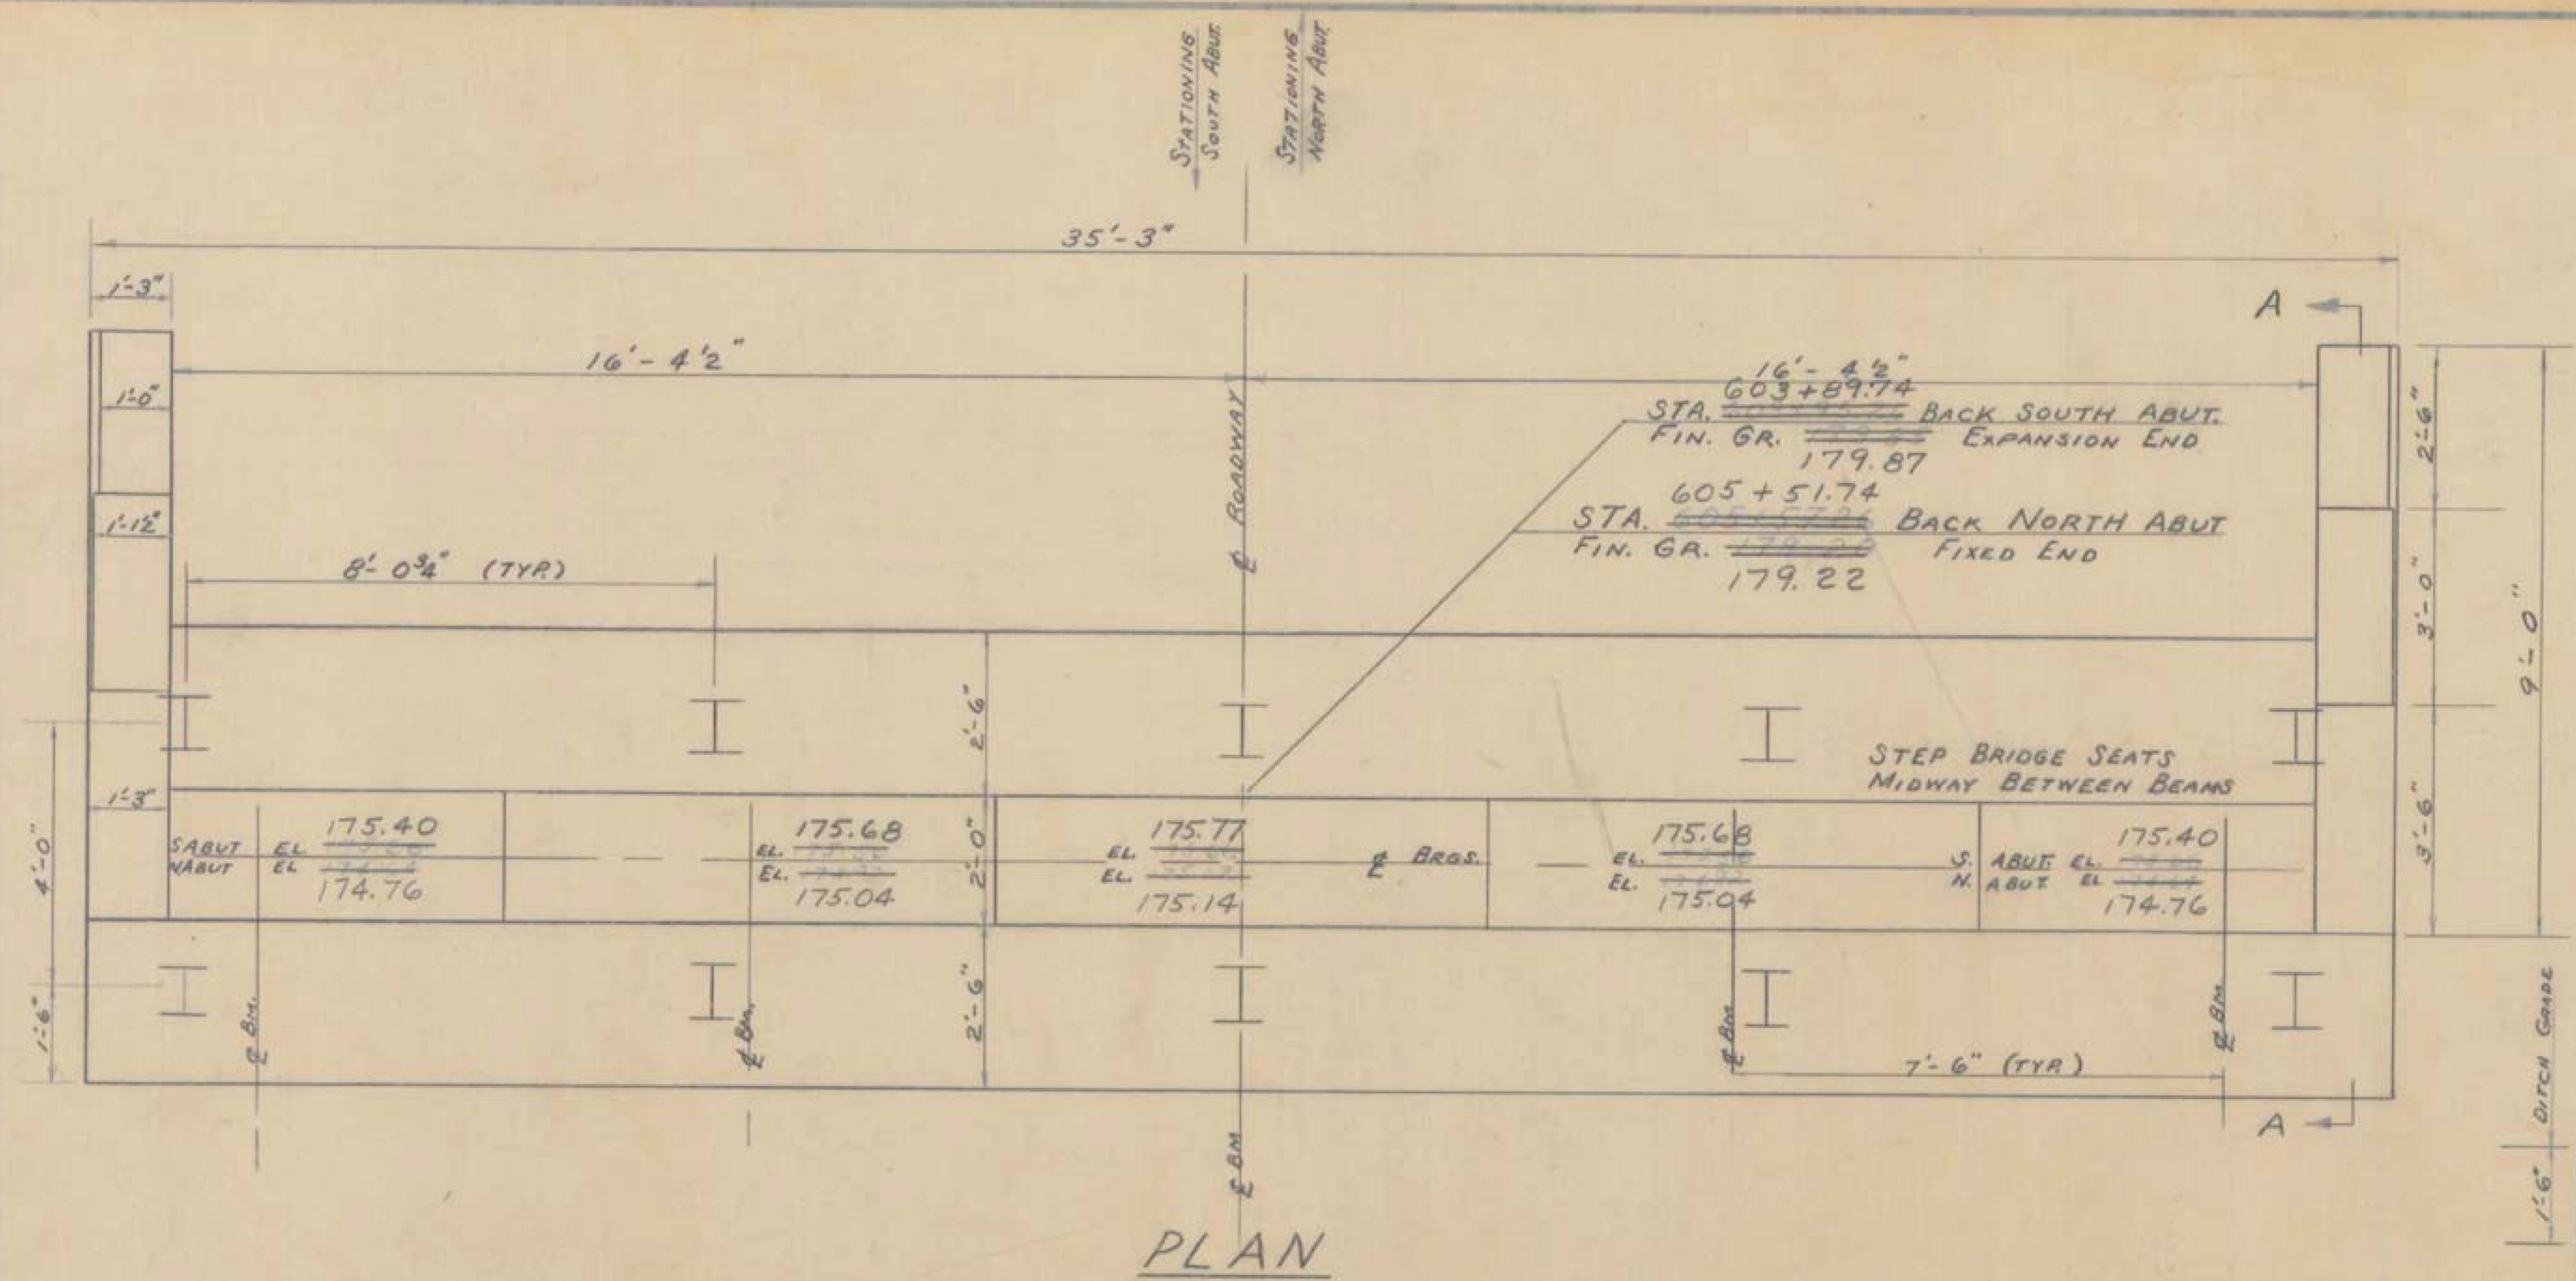 STATIONING
SOUTH ABUT.
STATIONING
NORTH ABUT.
35'-3"
1'-3"
A
16'-4½"
16'-4½"
1'-0"
603+89.74
STA. BACK SOUTH ABUT.
FIN. GR. EXPANSION END
179.87
2'-6"
℄ ROADWAY
605+51.74
STA. BACK NORTH ABUT
FIN. GR. FIXED END
179.22
1'-1½"
8'-0¾" (TYP.)
3'-0"
9'-0"
2'-6"
STEP BRIDGE SEATS
MIDWAY BETWEEN BEAMS
1'-3"
4'-0"
175.40
S ABUT EL
N ABUT EL
174.76
175.68
EL.
EL.
175.04
2'-0"
175.77
EL.
EL.
175.14
℄ BRGS.
175.68
EL.
EL.
175.04
175.40
S. ABUT. EL.
N. ABUT EL
174.76
3'-6"
1'-6"
℄ BM.
℄ BM.
2'-6"
℄ BM
℄ BM
7'-6" (TYP.)
DITCH GRADE
A
℄ BM
1'-6"
PLAN